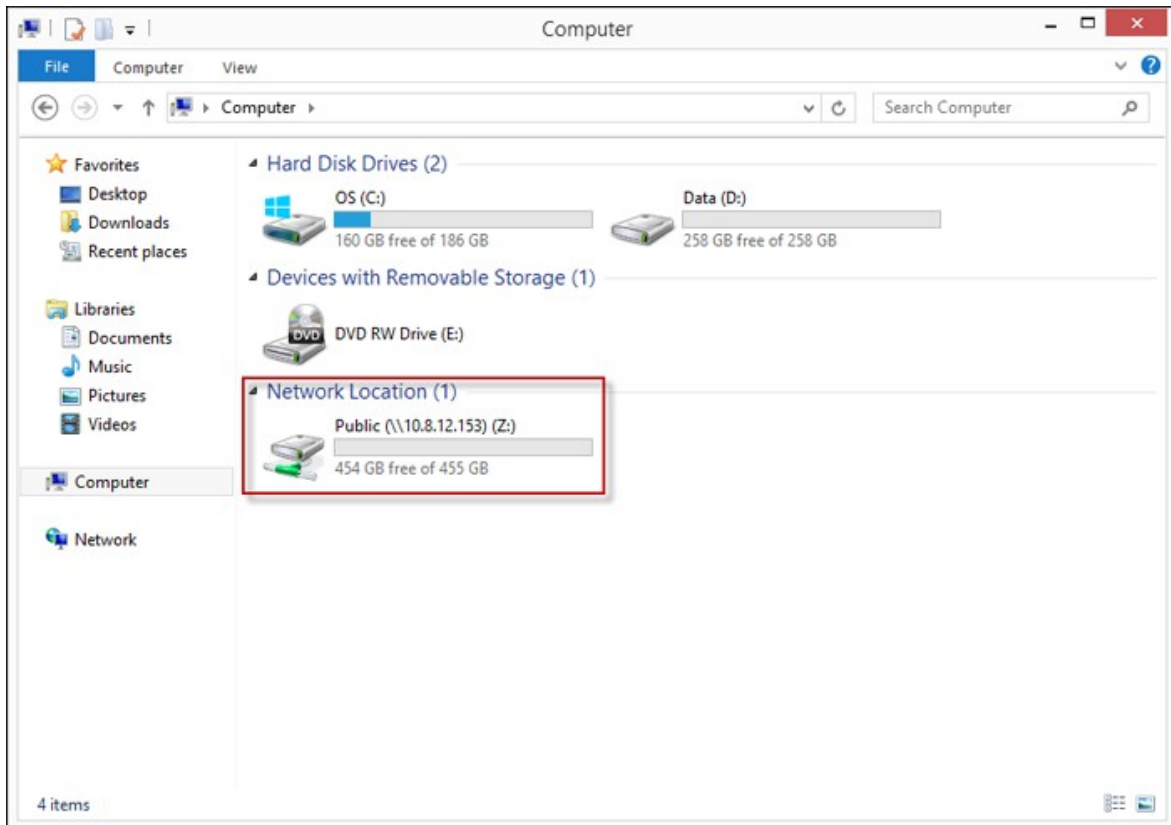 Computer
File Computer View
Computer Search Computer
Favorites
Desktop
Downloads
Recent places
Libraries
Documents
Music
Pictures
Videos
Computer
Network
Hard Disk Drives (2)
OS (C:)
160 GB free of 186 GB
Data (D:)
258 GB free of 258 GB
Devices with Removable Storage (1)
DVD
DVD RW Drive (E:)
Network Location (1)
Public (\\10.8.12.153) (Z:)
454 GB free of 455 GB
4 items